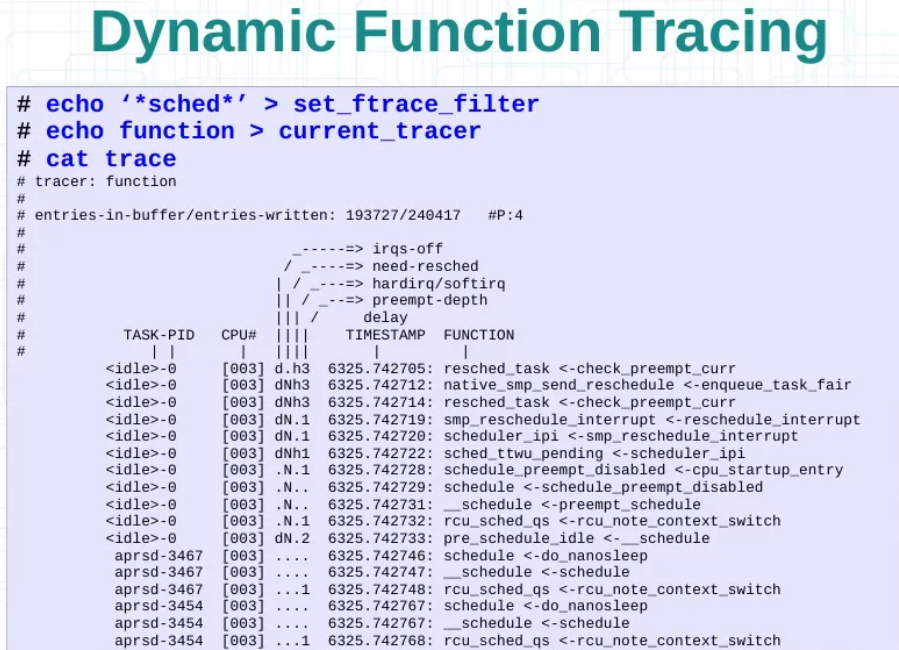 Dynamic Function Tracing
# echo ‘*sched*’ > set_ftrace_filter
# echo function > current_tracer
# cat trace
# tracer: function
#
# entries-in-buffer/entries-written: 193727/240417   #P:4
#
#                              _-----=> irqs-off
#                             / _----=> need-resched
#                            | / _---=> hardirq/softirq
#                            || / _--=> preempt-depth
#                            ||| /     delay
#           TASK-PID   CPU#  ||||    TIMESTAMP  FUNCTION
#              | |       |   ||||       |         |
          <idle>-0     [003] d.h3  6325.742705: resched_task <-check_preempt_curr
          <idle>-0     [003] dNh3  6325.742712: native_smp_send_reschedule <-enqueue_task_fair
          <idle>-0     [003] dNh3  6325.742714: resched_task <-check_preempt_curr
          <idle>-0     [003] dN.1  6325.742719: smp_reschedule_interrupt <-reschedule_interrupt
          <idle>-0     [003] dN.1  6325.742720: scheduler_ipi <-smp_reschedule_interrupt
          <idle>-0     [003] dNh1  6325.742722: sched_ttwu_pending <-scheduler_ipi
          <idle>-0     [003] .N.1  6325.742728: schedule_preempt_disabled <-cpu_startup_entry
          <idle>-0     [003] .N..  6325.742729: schedule <-schedule_preempt_disabled
          <idle>-0     [003] .N..  6325.742731: __schedule <-preempt_schedule
          <idle>-0     [003] .N.1  6325.742732: rcu_sched_qs <-rcu_note_context_switch
          <idle>-0     [003] dN.2  6325.742733: pre_schedule_idle <-__schedule
           aprsd-3467  [003] ....  6325.742746: schedule <-do_nanosleep
           aprsd-3467  [003] ....  6325.742747: __schedule <-schedule
           aprsd-3467  [003] ...1  6325.742748: rcu_sched_qs <-rcu_note_context_switch
           aprsd-3454  [003] ....  6325.742767: schedule <-do_nanosleep
           aprsd-3454  [003] ....  6325.742767: __schedule <-schedule
           aprsd-3454  [003] ...1  6325.742768: rcu_sched_qs <-rcu_note_context_switch